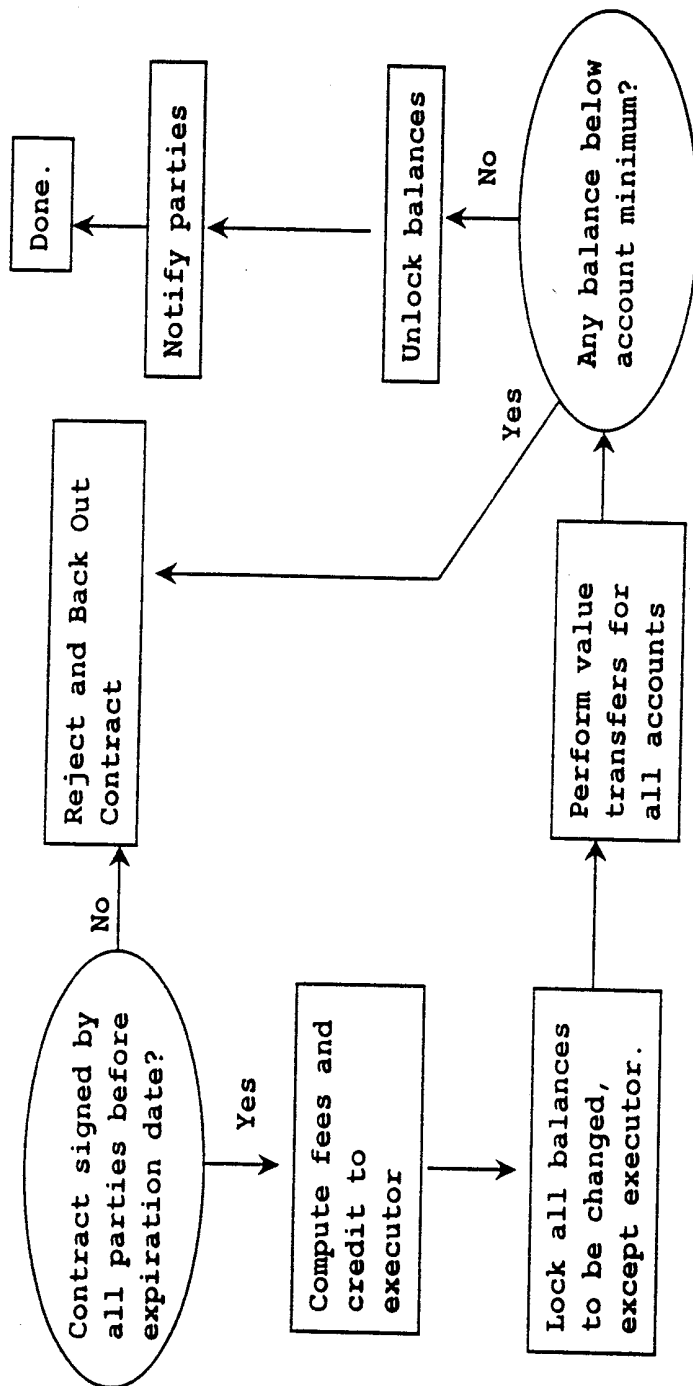 Contract signed by
all parties before
expiration date?
No
Reject and Back Out
Contract
Yes
Compute fees and
credit to
executor
Lock all balances
to be changed,
except executor.
Perform value
transfers for
all accounts
Any balance below
account minimum?
Yes
No
Unlock balances
Notify parties
Done.